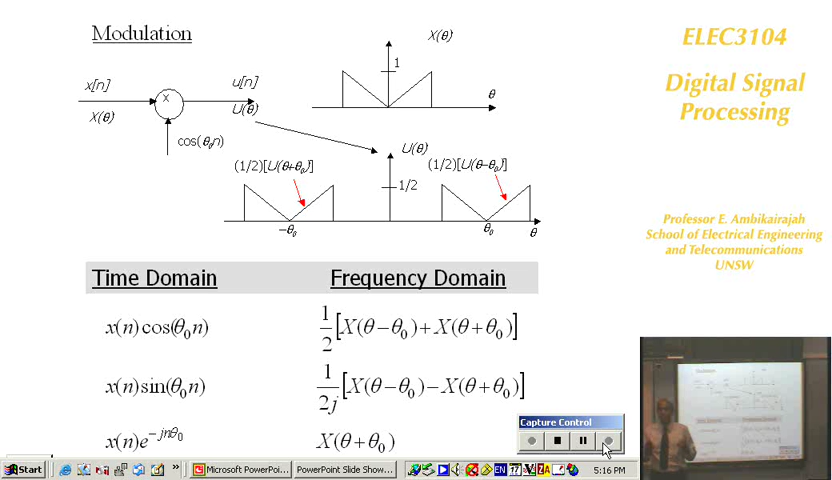 Modulation
x[n]
X(θ)
x
u[n]
U(θ)
cos(θ₀n)
X(θ)
1
θ
U(θ)
1/2
(1/2)[U(θ+θ₀)]
(1/2)[U(θ−θ₀)]
−θ₀
θ₀
θ
Time Domain Frequency Domain
x(n)cos(θ₀n) 1/2 [X(θ−θ₀)+X(θ+θ₀)]
x(n)sin(θ₀n) 1/2j [X(θ−θ₀)−X(θ+θ₀)]
x(n)e^(−jnθ₀) X(θ+θ₀)
ELEC3104
Digital Signal
Processing
Professor E. Ambikairajah
School of Electrical Engineering
and Telecommunications
UNSW
Capture Control
Start
Microsoft PowerPo...
PowerPoint Slide Show...
EN
5:16 PM